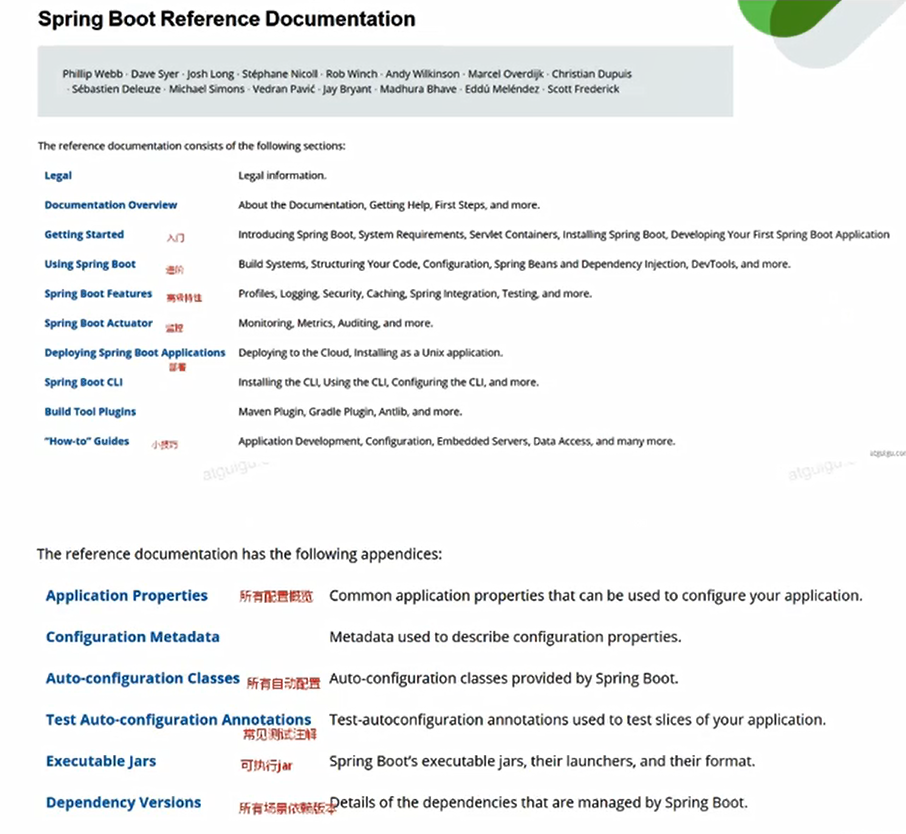 Spring Boot Reference Documentation
Phillip Webb · Dave Syer · Josh Long · Stéphane Nicoll · Rob Winch · Andy Wilkinson · Marcel Overdijk · Christian Dupuis
· Sébastien Deleuze · Michael Simons · Vedran Pavić · Jay Bryant · Madhura Bhave · Eddú Meléndez · Scott Frederick
The reference documentation consists of the following sections:
Legal Legal information.
Documentation Overview About the Documentation, Getting Help, First Steps, and more.
Getting Started 入门 Introducing Spring Boot, System Requirements, Servlet Containers, Installing Spring Boot, Developing Your First Spring Boot Application
Using Spring Boot 进阶 Build Systems, Structuring Your Code, Configuration, Spring Beans and Dependency Injection, DevTools, and more.
Spring Boot Features 高级特性 Profiles, Logging, Security, Caching, Spring Integration, Testing, and more.
Spring Boot Actuator 监控 Monitoring, Metrics, Auditing, and more.
Deploying Spring Boot Applications Deploying to the Cloud, Installing as a Unix application.
部署
Spring Boot CLI Installing the CLI, Using the CLI, Configuring the CLI, and more.
Build Tool Plugins Maven Plugin, Gradle Plugin, Antlib, and more.
“How-to” Guides 小技巧 Application Development, Configuration, Embedded Servers, Data Access, and many more.
atguigu.com
atguigu.c
atguigu.c
The reference documentation has the following appendices:
Application Properties 所有配置概览 Common application properties that can be used to configure your application.
Configuration Metadata Metadata used to describe configuration properties.
Auto-configuration Classes 所有自动配置 Auto-configuration classes provided by Spring Boot.
Test Auto-configuration Annotations Test-autoconfiguration annotations used to test slices of your application.
常见测试注解
Executable Jars 可执行jar Spring Boot’s executable jars, their launchers, and their format.
Dependency Versions 所有场景依赖版本 Details of the dependencies that are managed by Spring Boot.